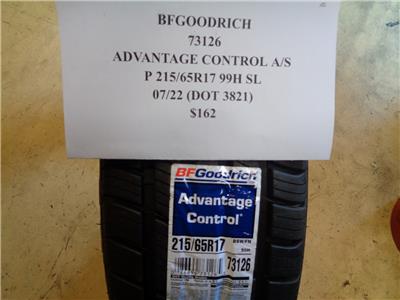 BFGOODRICH
73126
ADVANTAGE CONTROL A/S
P 215/65R17 99H SL
07/22 (DOT 3821)
$162
BFGoodrich
Advantage
Control
215/65R17
99H
73126